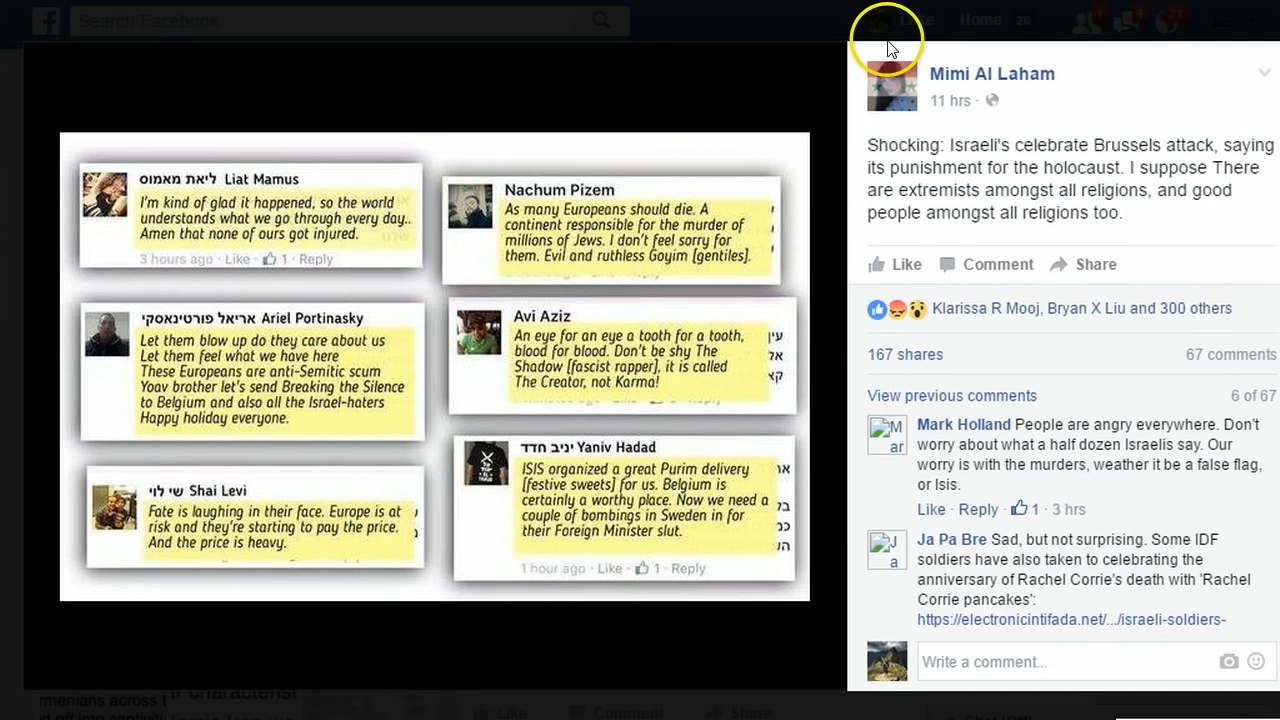 Search Facebook
Like Home 20
Mimi Al Laham
11 hrs
Shocking: Israeli's celebrate Brussels attack, saying
its punishment for the holocaust. I suppose There
are extremists amongst all religions, and good
people amongst all religions too.
Like Comment Share
Klarissa R Mooj, Bryan X Liu and 300 others
167 shares 67 comments
View previous comments 6 of 67
Mark Holland People are angry everywhere. Don't
worry about what a half dozen Israelis say. Our
worry is with the murders, weather it be a false flag,
or Isis.
Like · Reply · 1 · 3 hrs
Ja Pa Bre Sad, but not surprising. Some IDF
soldiers have also taken to celebrating the
anniversary of Rachel Corrie's death with 'Rachel
Corrie pancakes':
https://electronicintifada.net/.../israeli-soldiers-
Write a comment...
ליאת מאמוס Liat Mamus
I'm kind of glad it happened, so the world
understands what we go through every day..
Amen that none of ours got injured.
3 hours ago · Like · 1 · Reply
אריאל פורטינאסקי Ariel Portinasky
Let them blow up do they care about us
Let them feel what we have here
These Europeans are anti-Semitic scum
Yoav brother let's send Breaking the Silence
to Belgium and also all the Israel-haters
Happy holiday everyone.
שי לוי Shai Levi
Fate is laughing in their face. Europe is at
risk and they're starting to pay the price.
And the price is heavy.
Nachum Pizem
As many Europeans should die. A
continent responsible for the murder of
millions of Jews. I don't feel sorry for
them. Evil and ruthless Goyim [gentiles].
Avi Aziz
An eye for an eye a tooth for a tooth,
blood for blood. Don't be shy The
Shadow [fascist rapper], it is called
The Creator, not Karma!
יניב חדד Yaniv Hadad
ISIS organized a great Purim delivery
[festive sweets] for us. Belgium is
certainly a worthy place. Now we need a
couple of bombings in Sweden in for
their Foreign Minister slut.
1 hour ago · Like · 1 · Reply
Like Comment Share